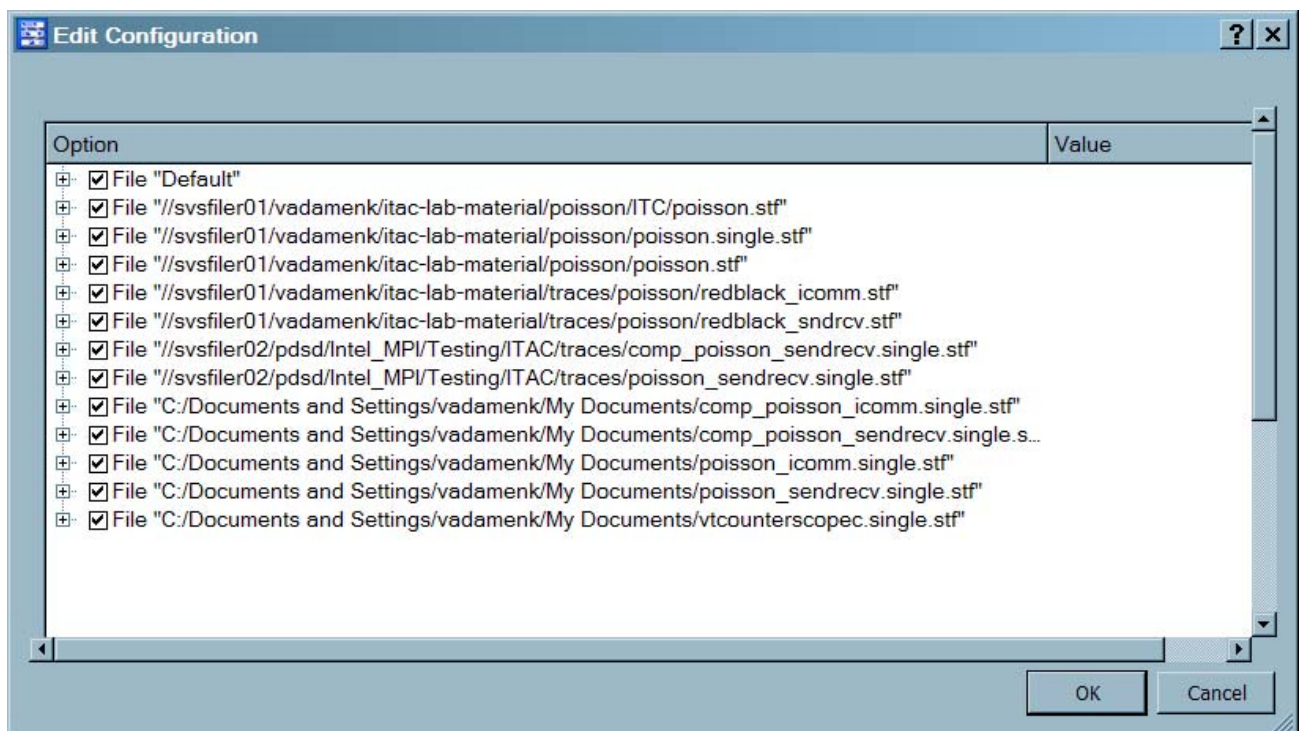 Edit Configuration
Option Value
File "Default"
File "//svsfiler01/vadamenk/itac-lab-material/poisson/ITC/poisson.stf"
File "//svsfiler01/vadamenk/itac-lab-material/poisson/poisson.single.stf"
File "//svsfiler01/vadamenk/itac-lab-material/poisson/poisson.stf"
File "//svsfiler01/vadamenk/itac-lab-material/traces/poisson/redblack_icomm.stf"
File "//svsfiler01/vadamenk/itac-lab-material/traces/poisson/redblack_sndrcv.stf"
File "//svsfiler02/pdsd/Intel_MPI/Testing/ITAC/traces/comp_poisson_sendrecv.single.stf"
File "//svsfiler02/pdsd/Intel_MPI/Testing/ITAC/traces/poisson_sendrecv.single.stf"
File "C:/Documents and Settings/vadamenk/My Documents/comp_poisson_icomm.single.stf"
File "C:/Documents and Settings/vadamenk/My Documents/comp_poisson_sendrecv.single.s...
File "C:/Documents and Settings/vadamenk/My Documents/poisson_icomm.single.stf"
File "C:/Documents and Settings/vadamenk/My Documents/poisson_sendrecv.single.stf"
File "C:/Documents and Settings/vadamenk/My Documents/vtcounterscopec.single.stf"
OK Cancel